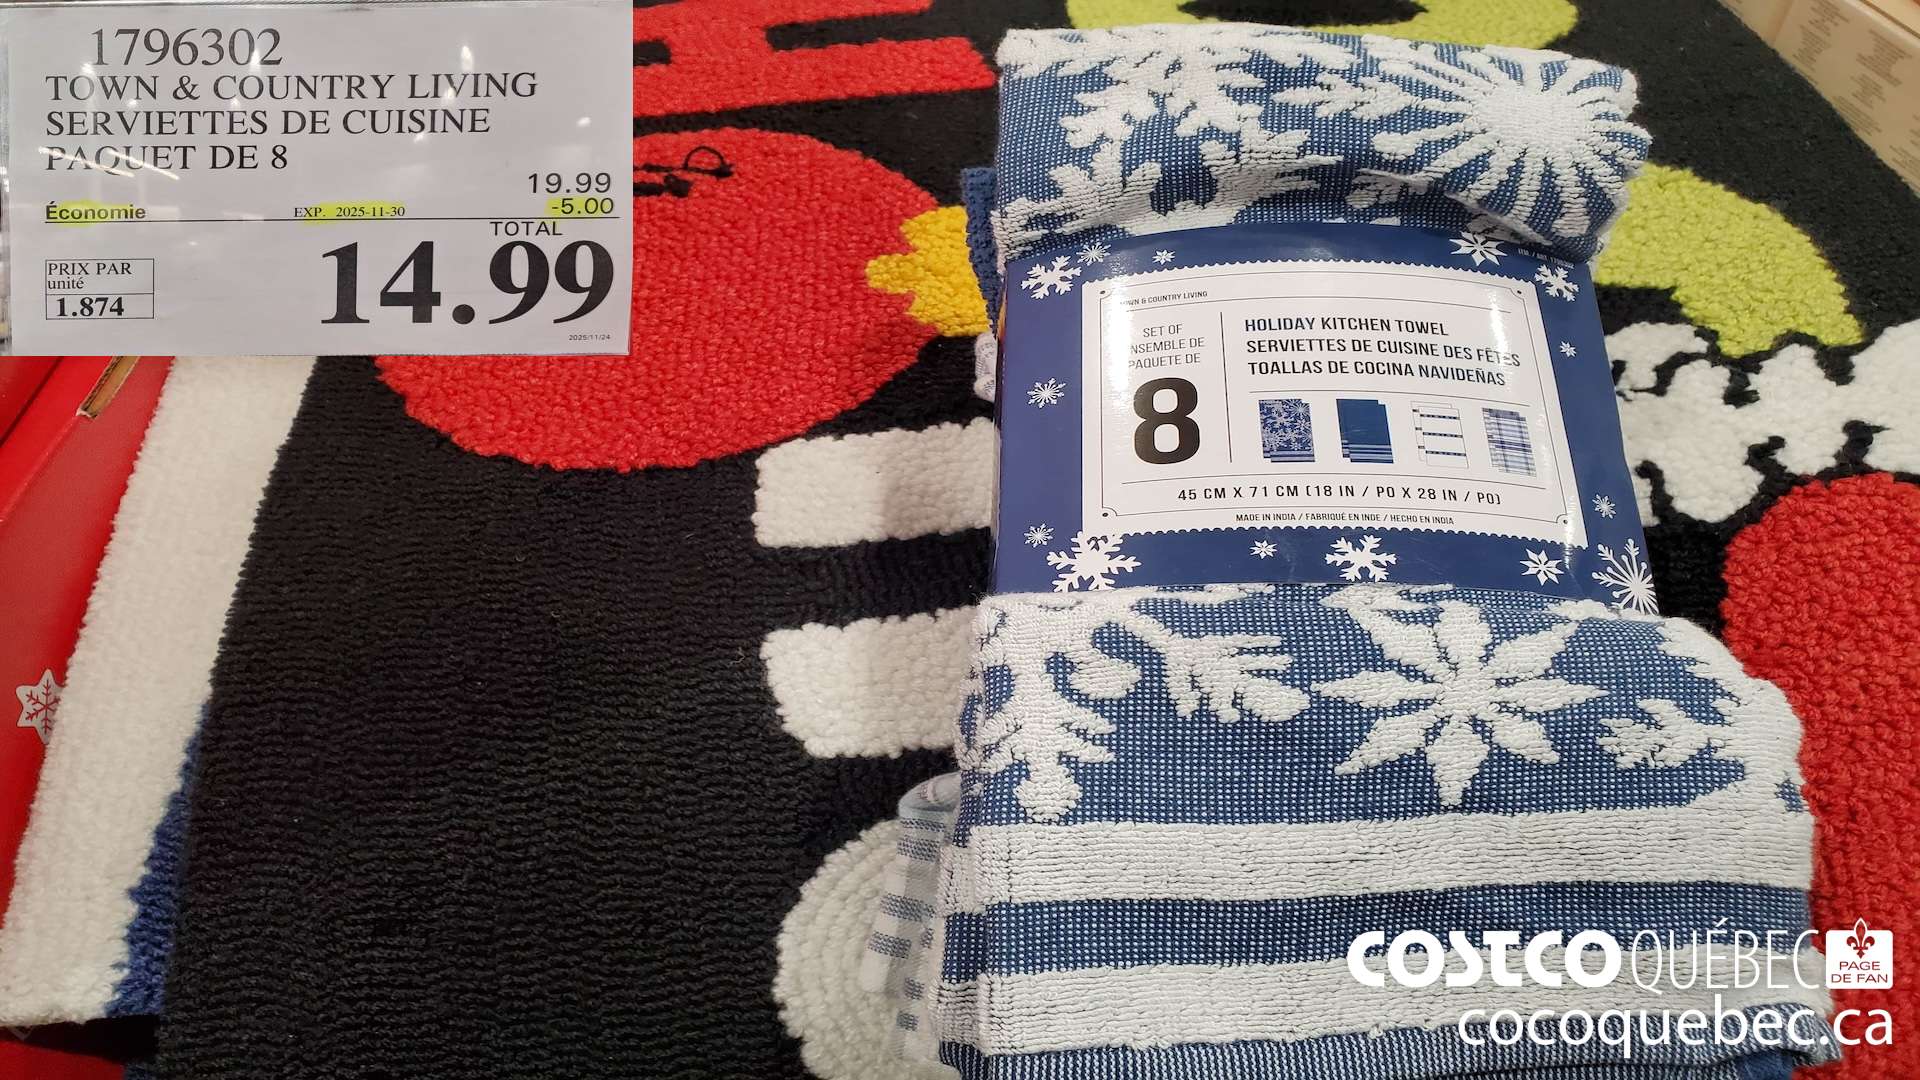 1796302
TOWN & COUNTRY LIVING
SERVIETTES DE CUISINE
PAQUET DE 8
19.99
Économie EXP. 2025-11-30 -5.00
TOTAL
14.99
PRIX PAR
unité
1.874
2025/11/24
TOWN & COUNTRY LIVING
SET OF
ENSEMBLE DE
PAQUETE DE
8
HOLIDAY KITCHEN TOWEL
SERVIETTES DE CUISINE DES FÊTES
TOALLAS DE COCINA NAVIDEÑAS
45 CM X 71 CM (18 IN / PO X 28 IN / PO)
MADE IN INDIA / FABRIQUÉ EN INDE / HECHO EN INDIA
COSTCO QUÉBEC
PAGE
DE FAN
cocoquebec.ca